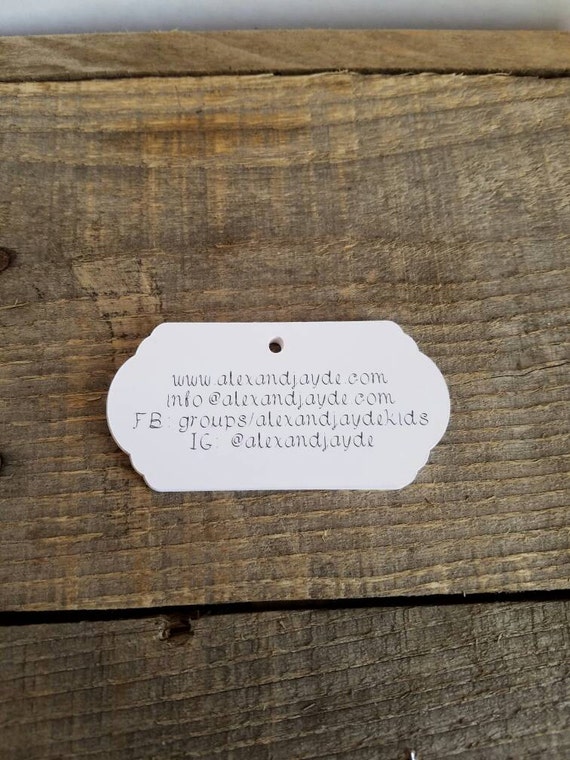 www.alexandjayde.com
info@alexandjayde.com
FB: groups/alexandjaydekids
IG: @alexandjayde